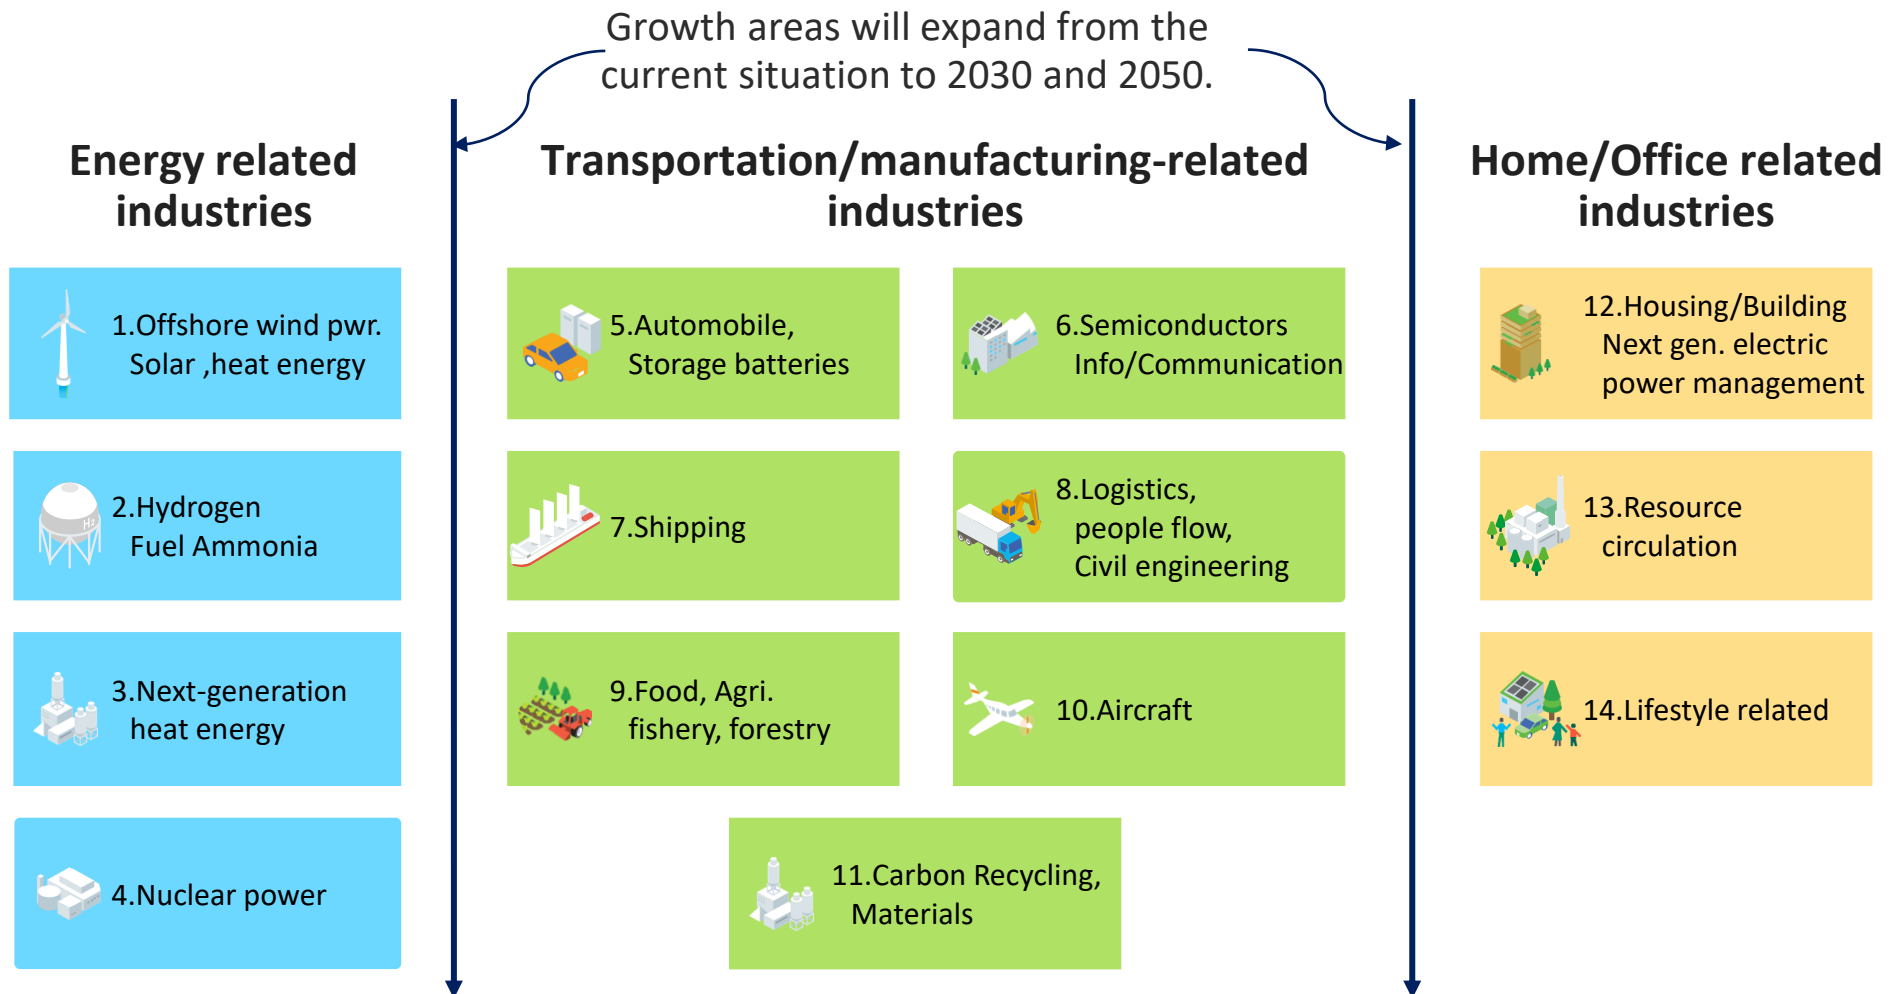 Growth areas will expand from the
current situation to 2030 and 2050.
Energy related
industries
Transportation/manufacturing-related
industries
Home/Office related
industries
1.Offshore wind pwr.
Solar ,heat energy
2.Hydrogen
Fuel Ammonia
H2
3.Next-generation
heat energy
4.Nuclear power
5.Automobile,
Storage batteries
6.Semiconductors
Info/Communication
7.Shipping
8.Logistics,
people flow,
Civil engineering
9.Food, Agri.
fishery, forestry
10.Aircraft
11.Carbon Recycling,
Materials
12.Housing/Building
Next gen. electric
power management
13.Resource
circulation
14.Lifestyle related